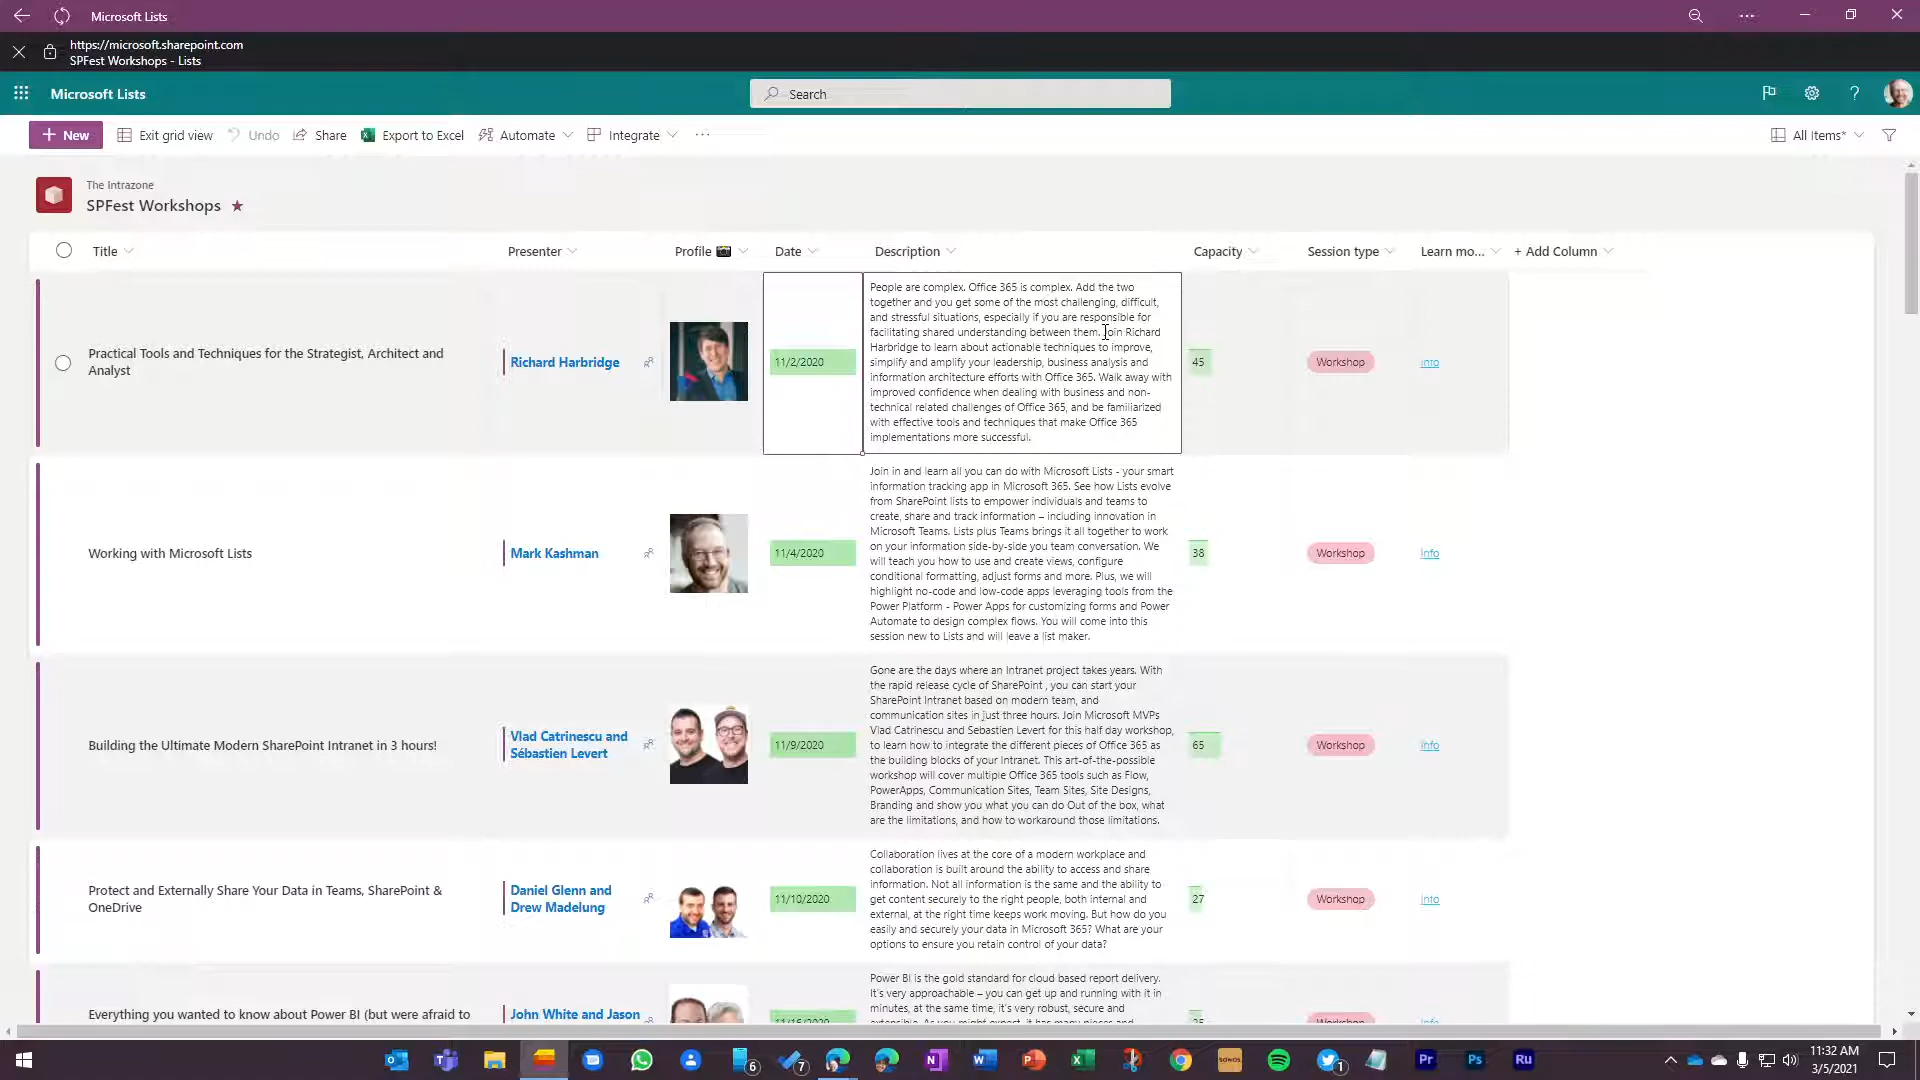 Microsoft Lists
https://microsoft.sharepoint.com
SPFest Workshops - Lists
Microsoft Lists
Search
New
Exit grid view
Undo
Share
Export to Excel
Automate
Integrate
All Items*
The Intrazone
SPFest Workshops
Title
Presenter
Profile
Date
Description
Capacity
Session type
Learn mo...
+ Add Column
Practical Tools and Techniques for the Strategist, Architect and
Analyst
Richard Harbridge
11/2/2020
People are complex. Office 365 is complex. Add the two
together and you get some of the most challenging, difficult,
and stressful situations, especially if you are responsible for
facilitating shared understanding between them. Join Richard
Harbridge to learn about actionable techniques to improve,
simplify and amplify your leadership, business analysis and
information architecture efforts with Office 365. Walk away with
improved confidence when dealing with business and non-
technical related challenges of Office 365, and be familiarized
with effective tools and techniques that make Office 365
implementations more successful.
45
Workshop
Info
Working with Microsoft Lists
Mark Kashman
11/4/2020
Join in and learn all you can do with Microsoft Lists - your smart
information tracking app in Microsoft 365. See how Lists evolve
from SharePoint lists to empower individuals and teams to
create, share and track information – including innovation in
Microsoft Teams. Lists plus Teams brings it all together to work
on your information side-by-side you team conversation. We
will teach you how to use and create views, configure
conditional formatting, adjust forms and more. Plus, we will
highlight no-code and low-code apps leveraging tools from the
Power Platform - Power Apps for customizing forms and Power
Automate to design complex flows. You will come into this
session new to Lists and will leave a list maker.
38
Workshop
Info
Building the Ultimate Modern SharePoint Intranet in 3 hours!
Vlad Catrinescu and
Sébastien Levert
11/9/2020
Gone are the days where an Intranet project takes years. With
the rapid release cycle of SharePoint , you can start your
SharePoint Intranet based on modern team, and
communication sites in just three hours. Join Microsoft MVPs
Vlad Catrinescu and Sebastien Levert for this half day workshop,
to learn how to integrate the different pieces of Office 365 as
the building blocks of your Intranet. This art-of-the-possible
workshop will cover multiple Office 365 tools such as Flow,
PowerApps, Communication Sites, Team Sites, Site Designs,
Branding and show you what you can do Out of the box, what
are the limitations, and how to workaround those limitations.
65
Workshop
Info
Protect and Externally Share Your Data in Teams, SharePoint &
OneDrive
Daniel Glenn and
Drew Madelung
11/10/2020
Collaboration lives at the core of a modern workplace and
collaboration is built around the ability to access and share
information. Not all information is the same and the ability to
get content securely to the right people, both internal and
external, at the right time keeps work moving. But how do you
easily and securely your data in Microsoft 365? What are your
options to ensure you retain control of your data?
27
Workshop
Info
Everything you wanted to know about Power BI (but were afraid to
John White and Jason
Power BI is the gold standard for cloud based report delivery.
It's very approachable – you can get up and running with it in
minutes, at the same time, it's very robust, secure and
Workshop
Info
6
7
SONOS
1
Pr
Ps
Ru
11:32 AM
3/5/2021